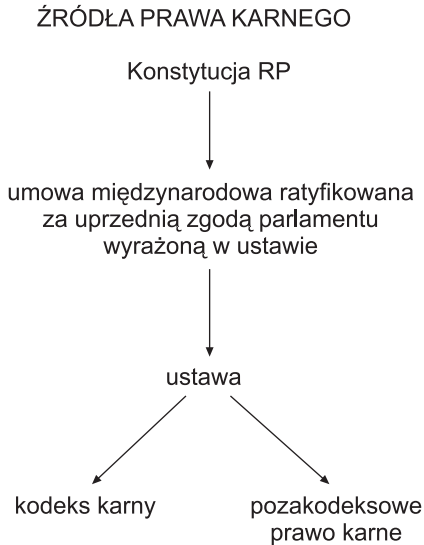 ŹRÓDŁA PRAWA KARNEGO
Konstytucja RP
umowa międzynarodowa ratyfikowana
za uprzednią zgodą parlamentu
wyrażoną w ustawie
ustawa
kodeks karny
pozakodeksowe
prawo karne